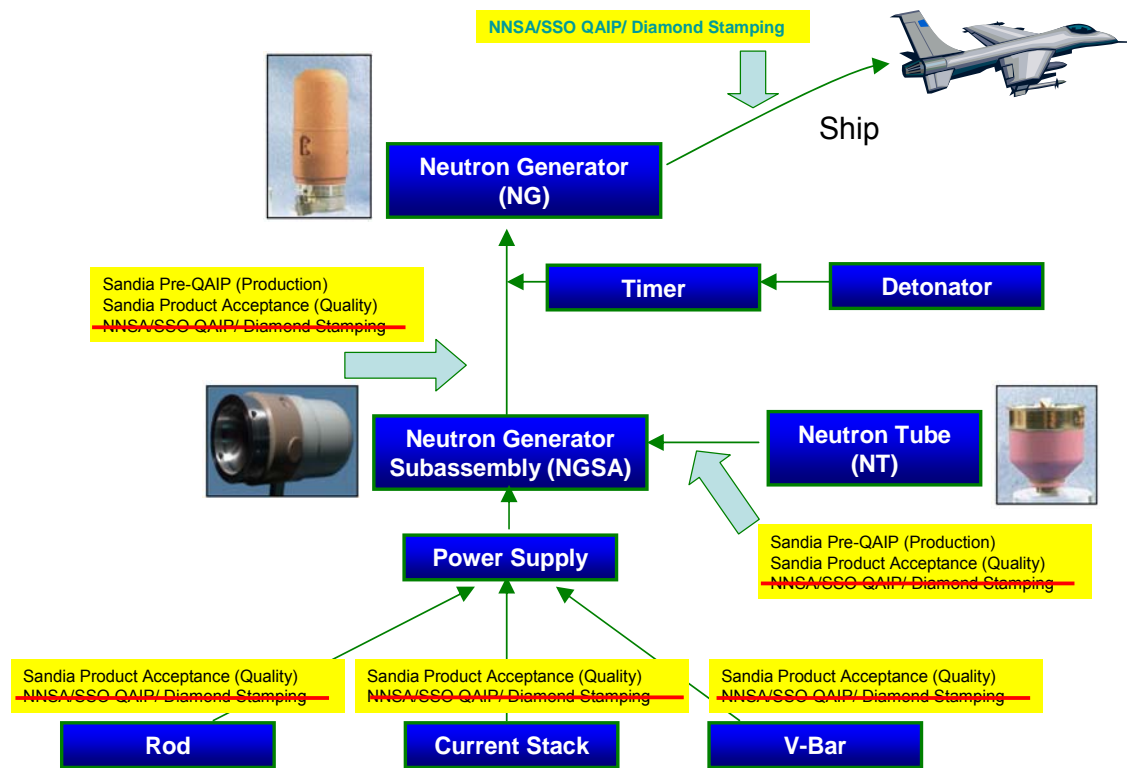 NNSA/SSO QAIP/ Diamond Stamping
Ship
Neutron Generator
(NG)
Sandia Pre-QAIP (Production)
Sandia Product Acceptance (Quality)
NNSA/SSO QAIP/ Diamond Stamping
Timer
Detonator
Neutron Generator
Subassembly (NGSA)
Neutron Tube
(NT)
Power Supply
Sandia Pre-QAIP (Production)
Sandia Product Acceptance (Quality)
NNSA/SSO QAIP/ Diamond Stamping
Sandia Product Acceptance (Quality)
NNSA/SSO QAIP/ Diamond Stamping
Sandia Product Acceptance (Quality)
NNSA/SSO QAIP/ Diamond Stamping
Sandia Product Acceptance (Quality)
NNSA/SSO QAIP/ Diamond Stamping
Rod
Current Stack
V-Bar